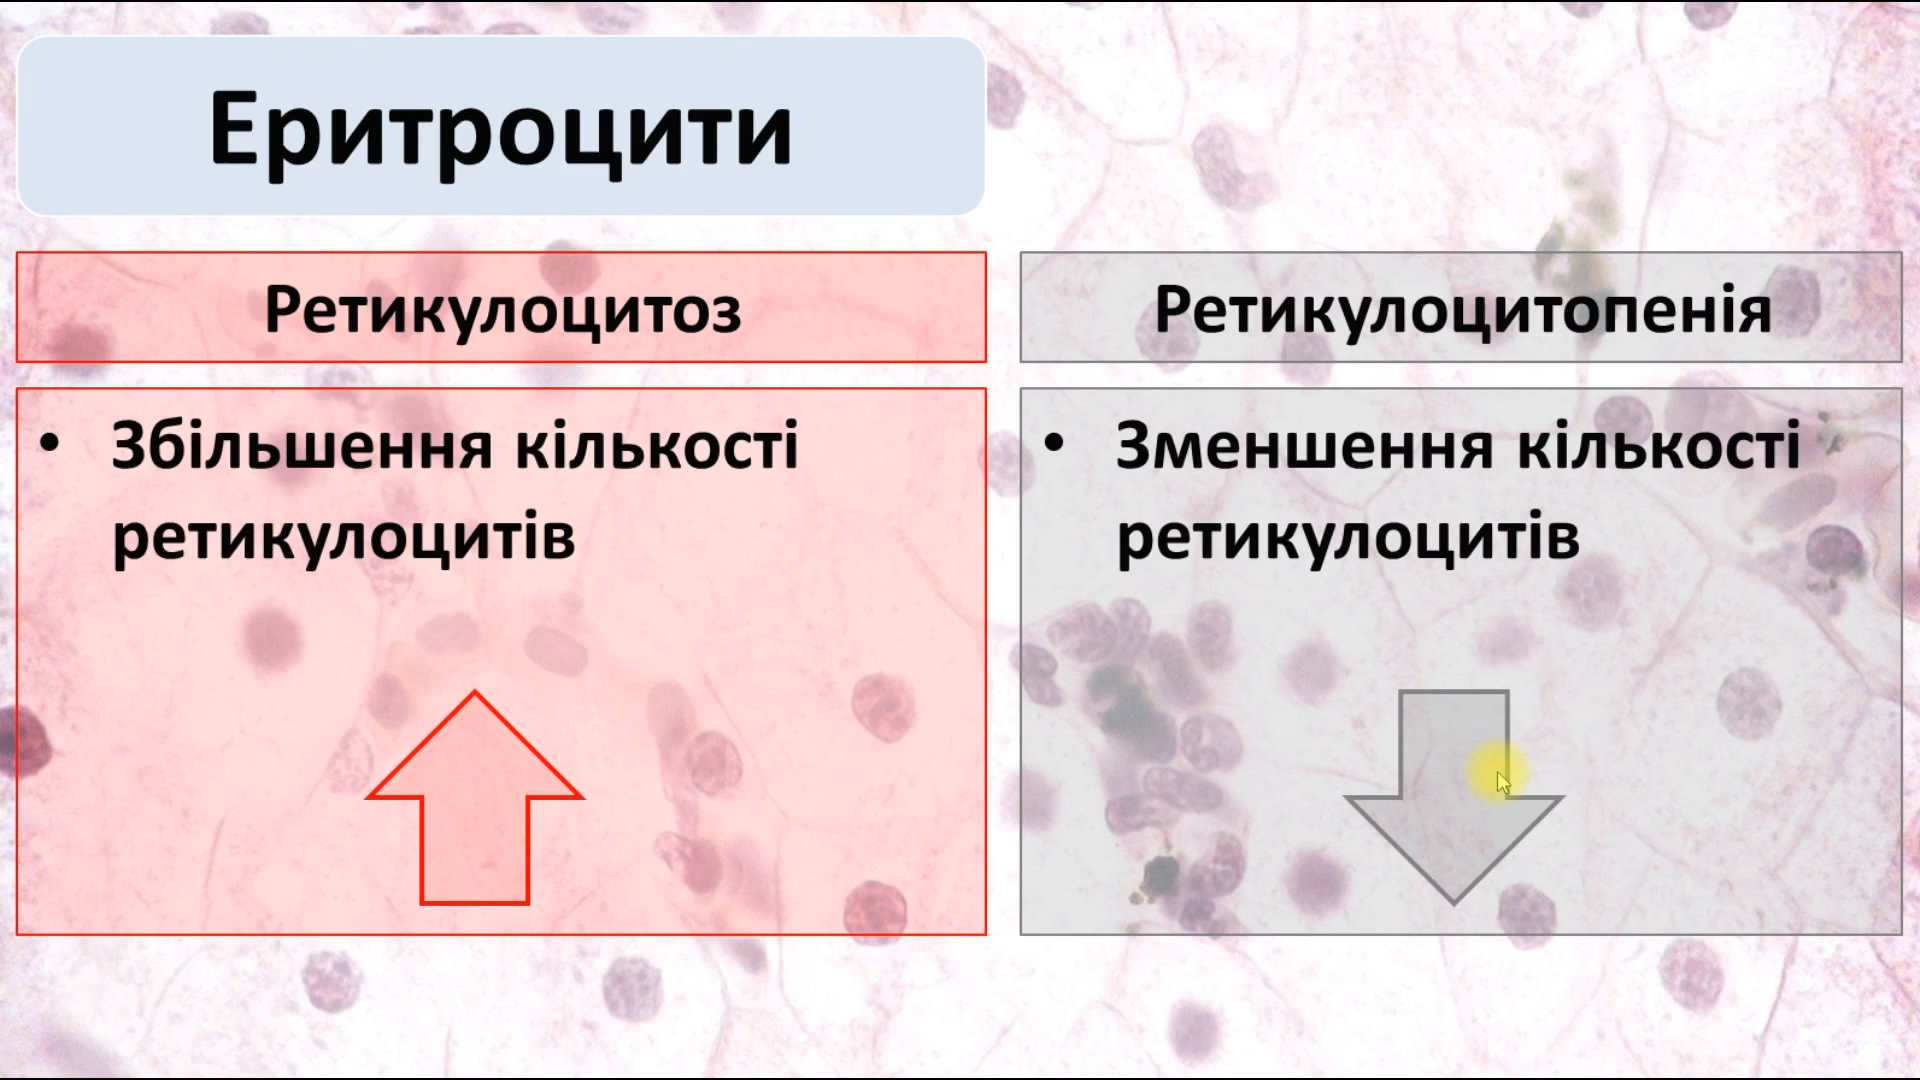 Еритроцити
Ретикулоцитоз
• Збільшення кількості
ретикулоцитів
Ретикулоцитопенія
• Зменшення кількості
ретикулоцитів